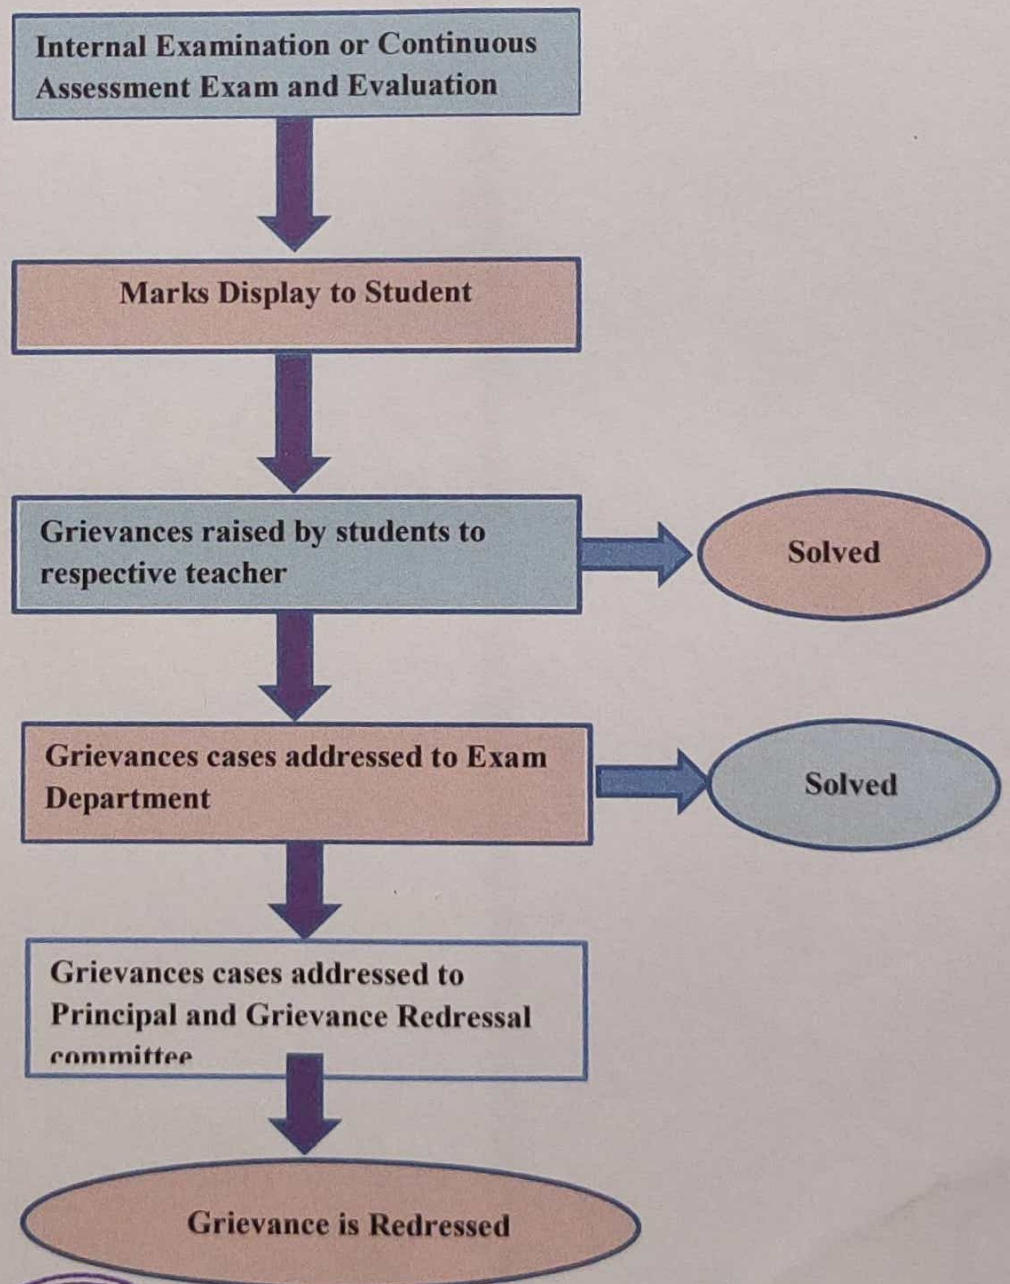 Internal Examination or Continuous
Assessment Exam and Evaluation
Marks Display to Student
Grievances raised by students to
respective teacher
Solved
Grievances cases addressed to Exam
Department
Solved
Grievances cases addressed to
Principal and Grievance Redressal
committee
Grievance is Redressed